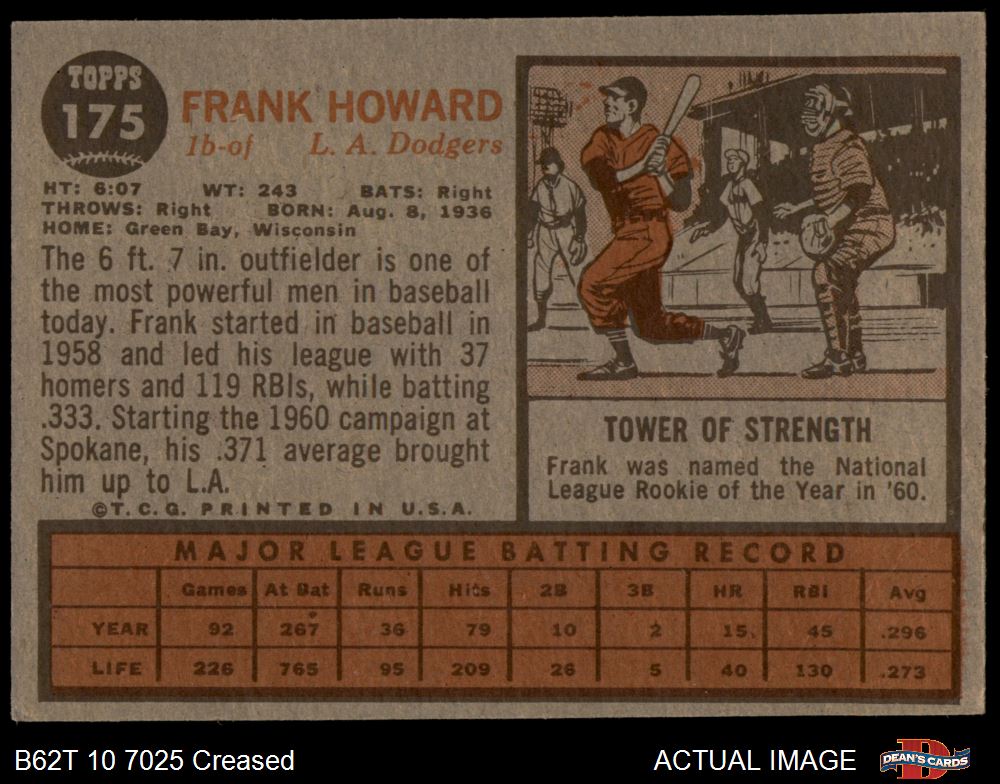 TOPPS
175
FRANK HOWARD
1b-of L. A. Dodgers
HT: 6:07 WT: 243 BATS: Right
THROWS: Right BORN: Aug. 8, 1936
HOME: Green Bay, Wisconsin
The 6 ft. 7 in. outfielder is one of
the most powerful men in baseball
today. Frank started in baseball in
1958 and led his league with 37
homers and 119 RBIs, while batting
.333. Starting the 1960 campaign at
Spokane, his .371 average brought
him up to L.A.
©T.C.G. PRINTED IN U.S.A.
TOWER OF STRENGTH
Frank was named the National
League Rookie of the Year in '60.
MAJOR LEAGUE BATTING RECORD
Games At Bat Runs Hits 2B 3B HR RBI Avg
YEAR 92 267 36 79 10 2 15 45 .296
LIFE 226 765 95 209 26 5 40 130 .273
B62T 10 7025 Creased
ACTUAL IMAGE
DEAN'S CARDS